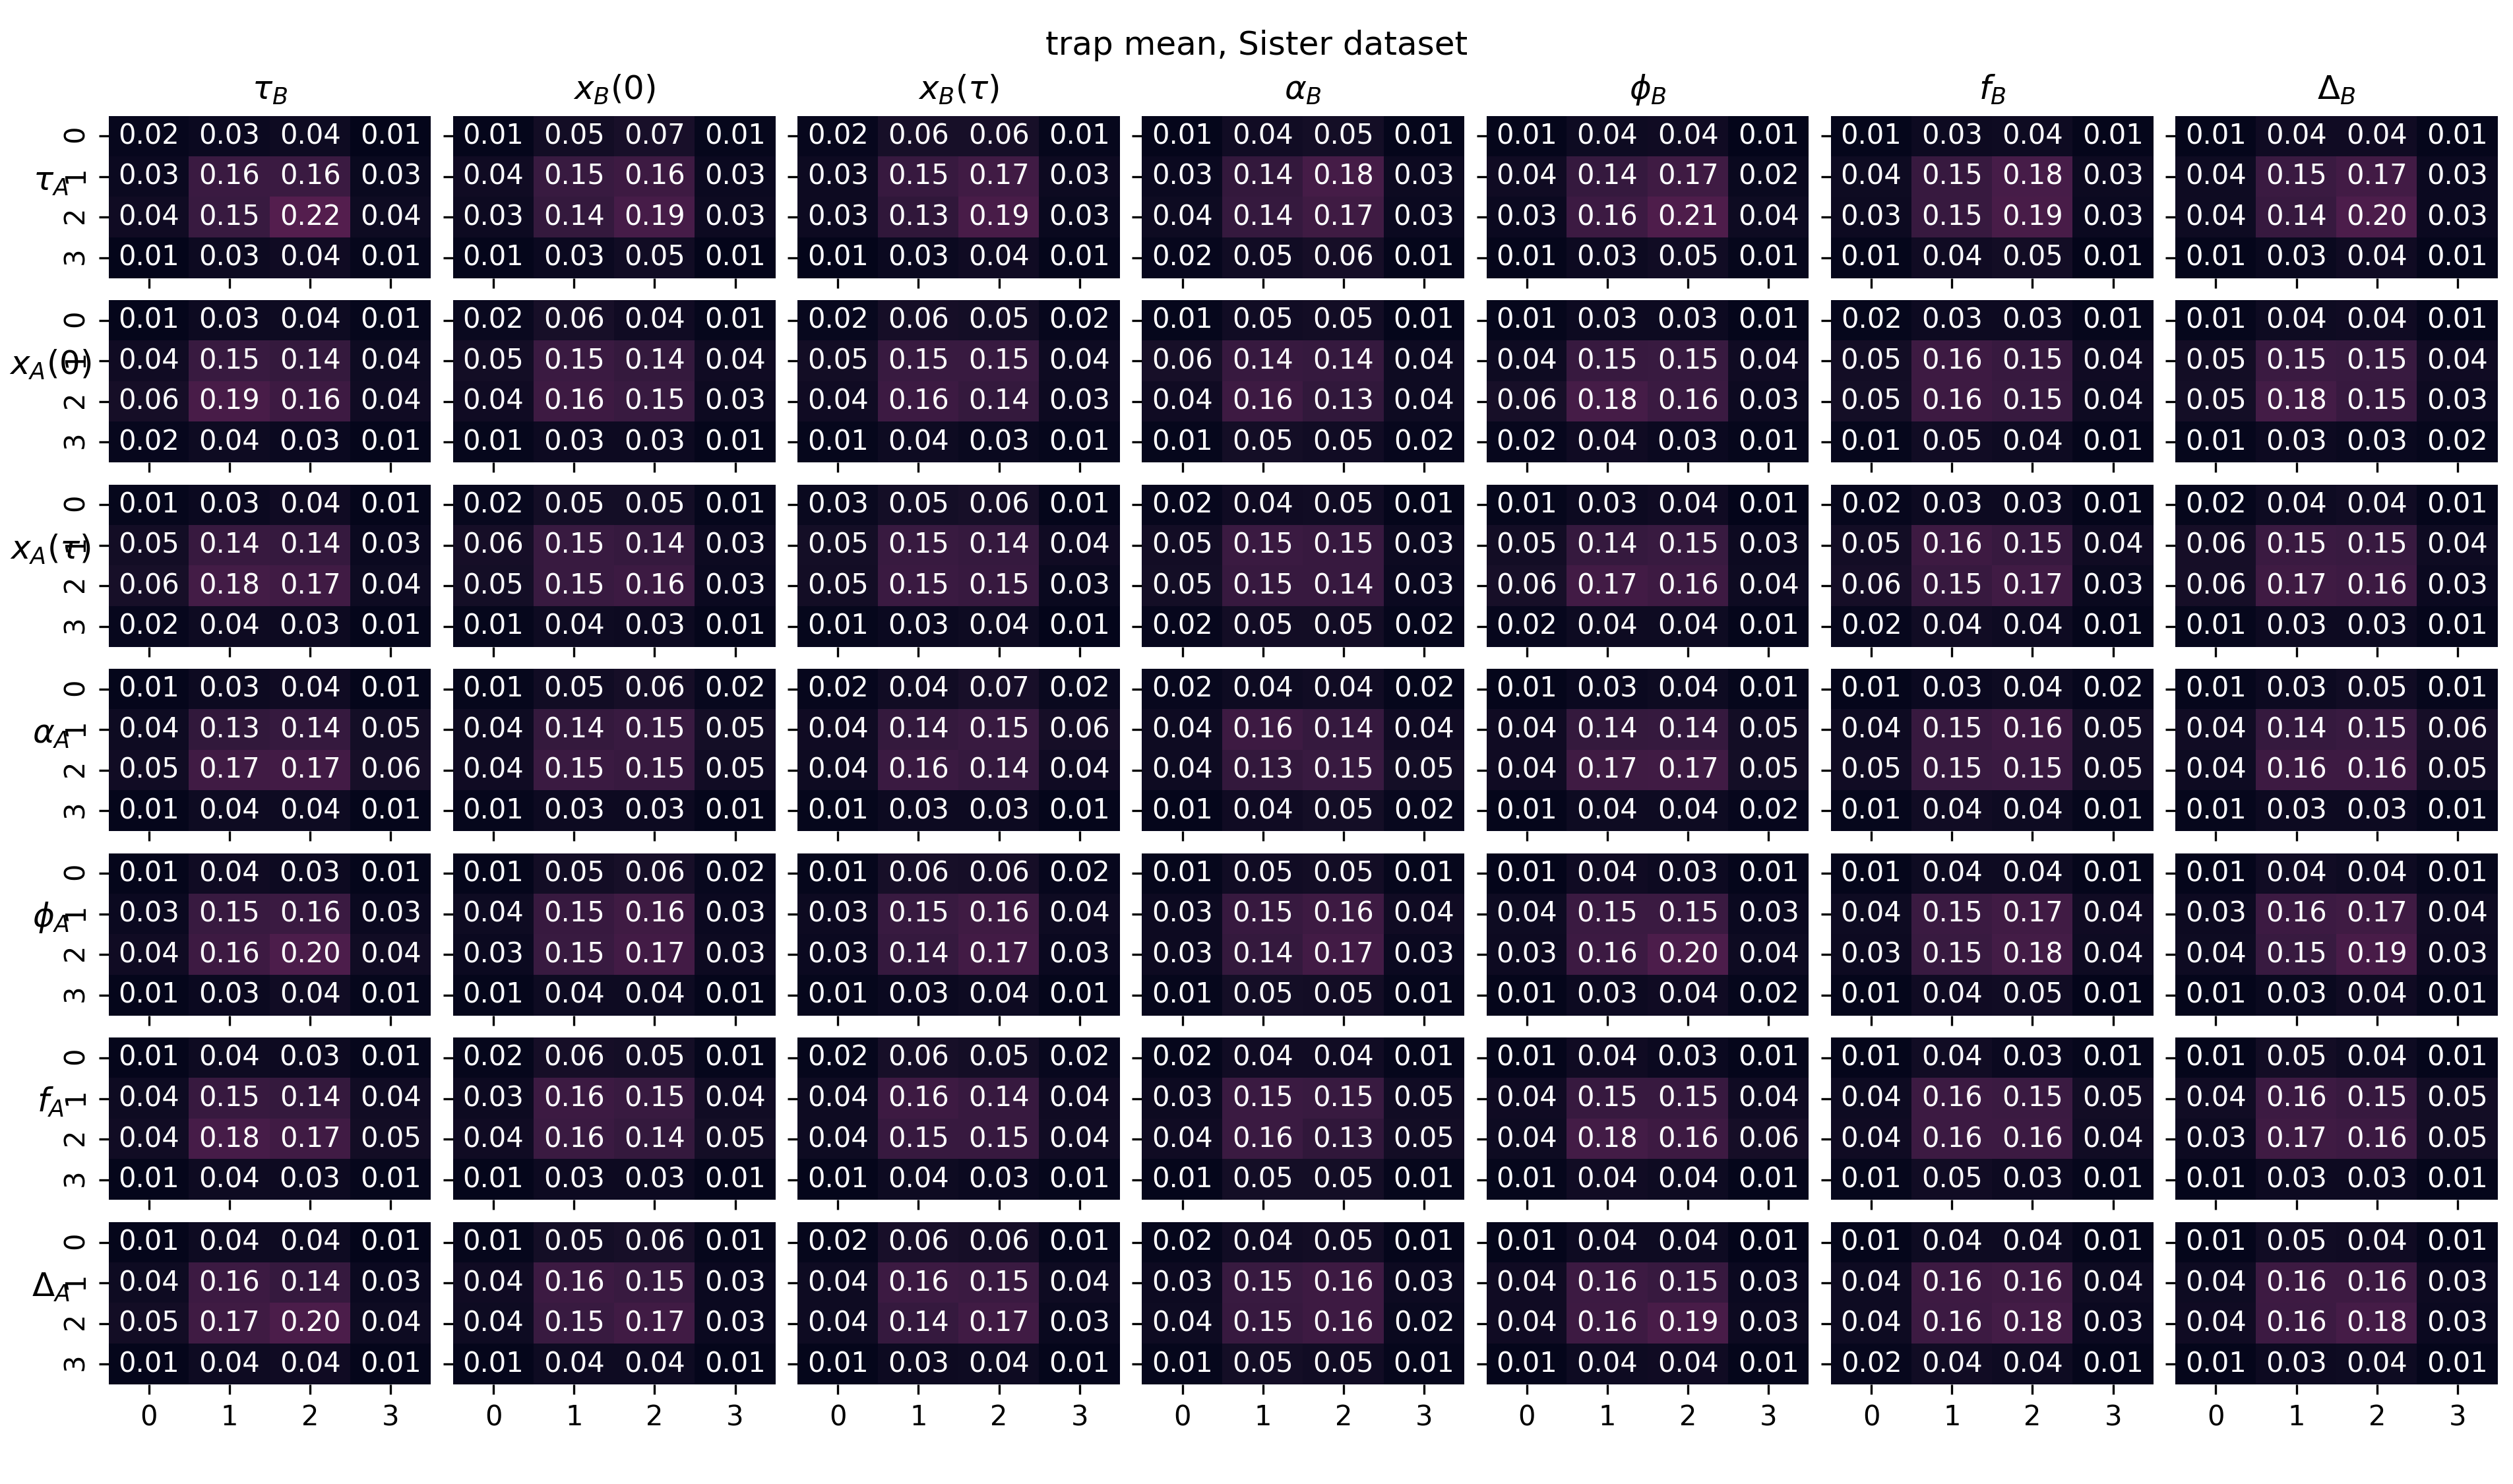 trap mean, Sister dataset
τ_B x_B(0) x_B(τ) α_B ϕ_B f_B Δ_B
0 0.02 0.03 0.04 0.01 0.01 0.05 0.07 0.01 0.02 0.06 0.06 0.01 0.01 0.04 0.05 0.01 0.01 0.04 0.04 0.01 0.01 0.03 0.04 0.01 0.01 0.04 0.04 0.01
τ_A 1 0.03 0.16 0.16 0.03 0.04 0.15 0.16 0.03 0.03 0.15 0.17 0.03 0.03 0.14 0.18 0.03 0.04 0.14 0.17 0.02 0.04 0.15 0.18 0.03 0.04 0.15 0.17 0.03
2 0.04 0.15 0.22 0.04 0.03 0.14 0.19 0.03 0.03 0.13 0.19 0.03 0.04 0.14 0.17 0.03 0.03 0.16 0.21 0.04 0.03 0.15 0.19 0.03 0.04 0.14 0.20 0.03
3 0.01 0.03 0.04 0.01 0.01 0.03 0.05 0.01 0.01 0.03 0.04 0.01 0.02 0.05 0.06 0.01 0.01 0.03 0.05 0.01 0.01 0.04 0.05 0.01 0.01 0.03 0.04 0.01
0 0.01 0.03 0.04 0.01 0.02 0.06 0.04 0.01 0.02 0.06 0.05 0.02 0.01 0.05 0.05 0.01 0.01 0.03 0.03 0.01 0.02 0.03 0.03 0.01 0.01 0.04 0.04 0.01
x_A(0) 1 0.04 0.15 0.14 0.04 0.05 0.15 0.14 0.04 0.05 0.15 0.15 0.04 0.06 0.14 0.14 0.04 0.04 0.15 0.15 0.04 0.05 0.16 0.15 0.04 0.05 0.15 0.15 0.04
2 0.06 0.19 0.16 0.04 0.04 0.16 0.15 0.03 0.04 0.16 0.14 0.03 0.04 0.16 0.13 0.04 0.06 0.18 0.16 0.03 0.05 0.16 0.15 0.04 0.05 0.18 0.15 0.03
3 0.02 0.04 0.03 0.01 0.01 0.03 0.03 0.01 0.01 0.04 0.03 0.01 0.01 0.05 0.05 0.02 0.02 0.04 0.03 0.01 0.01 0.05 0.04 0.01 0.01 0.03 0.03 0.02
0 0.01 0.03 0.04 0.01 0.02 0.05 0.05 0.01 0.03 0.05 0.06 0.01 0.02 0.04 0.05 0.01 0.01 0.03 0.04 0.01 0.02 0.03 0.03 0.01 0.02 0.04 0.04 0.01
x_A(τ) 1 0.05 0.14 0.14 0.03 0.06 0.15 0.14 0.03 0.05 0.15 0.14 0.04 0.05 0.15 0.15 0.03 0.05 0.14 0.15 0.03 0.05 0.16 0.15 0.04 0.06 0.15 0.15 0.04
2 0.06 0.18 0.17 0.04 0.05 0.15 0.16 0.03 0.05 0.15 0.15 0.03 0.05 0.15 0.14 0.03 0.06 0.17 0.16 0.04 0.06 0.15 0.17 0.03 0.06 0.17 0.16 0.03
3 0.02 0.04 0.03 0.01 0.01 0.04 0.03 0.01 0.01 0.03 0.04 0.01 0.02 0.05 0.05 0.02 0.02 0.04 0.04 0.01 0.02 0.04 0.04 0.01 0.01 0.03 0.03 0.01
0 0.01 0.03 0.04 0.01 0.01 0.05 0.06 0.02 0.02 0.04 0.07 0.02 0.02 0.04 0.04 0.02 0.01 0.03 0.04 0.01 0.01 0.03 0.04 0.02 0.01 0.03 0.05 0.01
α_A 1 0.04 0.13 0.14 0.05 0.04 0.14 0.15 0.05 0.04 0.14 0.15 0.06 0.04 0.16 0.14 0.04 0.04 0.14 0.14 0.05 0.04 0.15 0.16 0.05 0.04 0.14 0.15 0.06
2 0.05 0.17 0.17 0.06 0.04 0.15 0.15 0.05 0.04 0.16 0.14 0.04 0.04 0.13 0.15 0.05 0.04 0.17 0.17 0.05 0.05 0.15 0.15 0.05 0.04 0.16 0.16 0.05
3 0.01 0.04 0.04 0.01 0.01 0.03 0.03 0.01 0.01 0.03 0.03 0.01 0.01 0.04 0.05 0.02 0.01 0.04 0.04 0.02 0.01 0.04 0.04 0.01 0.01 0.03 0.03 0.01
0 0.01 0.04 0.03 0.01 0.01 0.05 0.06 0.02 0.01 0.06 0.06 0.02 0.01 0.05 0.05 0.01 0.01 0.04 0.03 0.01 0.01 0.04 0.04 0.01 0.01 0.04 0.04 0.01
ϕ_A 1 0.03 0.15 0.16 0.03 0.04 0.15 0.16 0.03 0.03 0.15 0.16 0.04 0.03 0.15 0.16 0.04 0.04 0.15 0.15 0.03 0.04 0.15 0.17 0.04 0.03 0.16 0.17 0.04
2 0.04 0.16 0.20 0.04 0.03 0.15 0.17 0.03 0.03 0.14 0.17 0.03 0.03 0.14 0.17 0.03 0.03 0.16 0.20 0.04 0.03 0.15 0.18 0.04 0.04 0.15 0.19 0.03
3 0.01 0.03 0.04 0.01 0.01 0.04 0.04 0.01 0.01 0.03 0.04 0.01 0.01 0.05 0.05 0.01 0.01 0.03 0.04 0.02 0.01 0.04 0.05 0.01 0.01 0.03 0.04 0.01
0 0.01 0.04 0.03 0.01 0.02 0.06 0.05 0.01 0.02 0.06 0.05 0.02 0.02 0.04 0.04 0.01 0.01 0.04 0.03 0.01 0.01 0.04 0.03 0.01 0.01 0.05 0.04 0.01
f_A 1 0.04 0.15 0.14 0.04 0.03 0.16 0.15 0.04 0.04 0.16 0.14 0.04 0.03 0.15 0.15 0.05 0.04 0.15 0.15 0.04 0.04 0.16 0.15 0.05 0.04 0.16 0.15 0.05
2 0.04 0.18 0.17 0.05 0.04 0.16 0.14 0.05 0.04 0.15 0.15 0.04 0.04 0.16 0.13 0.05 0.04 0.18 0.16 0.06 0.04 0.16 0.16 0.04 0.03 0.17 0.16 0.05
3 0.01 0.04 0.03 0.01 0.01 0.03 0.03 0.01 0.01 0.04 0.03 0.01 0.01 0.05 0.05 0.01 0.01 0.04 0.04 0.01 0.01 0.05 0.03 0.01 0.01 0.03 0.03 0.01
0 0.01 0.04 0.04 0.01 0.01 0.05 0.06 0.01 0.02 0.06 0.06 0.01 0.02 0.04 0.05 0.01 0.01 0.04 0.04 0.01 0.01 0.04 0.04 0.01 0.01 0.05 0.04 0.01
Δ_A 1 0.04 0.16 0.14 0.03 0.04 0.16 0.15 0.03 0.04 0.16 0.15 0.04 0.03 0.15 0.16 0.03 0.04 0.16 0.15 0.03 0.04 0.16 0.16 0.04 0.04 0.16 0.16 0.03
2 0.05 0.17 0.20 0.04 0.04 0.15 0.17 0.03 0.04 0.14 0.17 0.03 0.04 0.15 0.16 0.02 0.04 0.16 0.19 0.03 0.04 0.16 0.18 0.03 0.04 0.16 0.18 0.03
3 0.01 0.04 0.04 0.01 0.01 0.04 0.04 0.01 0.01 0.03 0.04 0.01 0.01 0.05 0.05 0.01 0.01 0.04 0.04 0.01 0.02 0.04 0.04 0.01 0.01 0.03 0.04 0.01
0 1 2 3 0 1 2 3 0 1 2 3 0 1 2 3 0 1 2 3 0 1 2 3 0 1 2 3